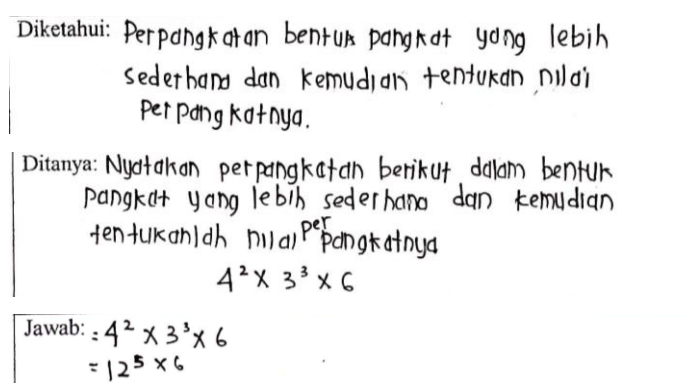 Diketahui: Perpangkatan bentuk pangkat yang lebih
sederhana dan kemudian tentukan nilai
perpangkatnya.
Ditanya: Nyatakan perpangkatan berikut dalam bentuk
pangkat yang lebih sederhana dan kemudian
tentukanlah nilai perpangkatnya
4² × 3³ × 6
Jawab: = 4² × 3³ × 6
= 12⁵ × 6